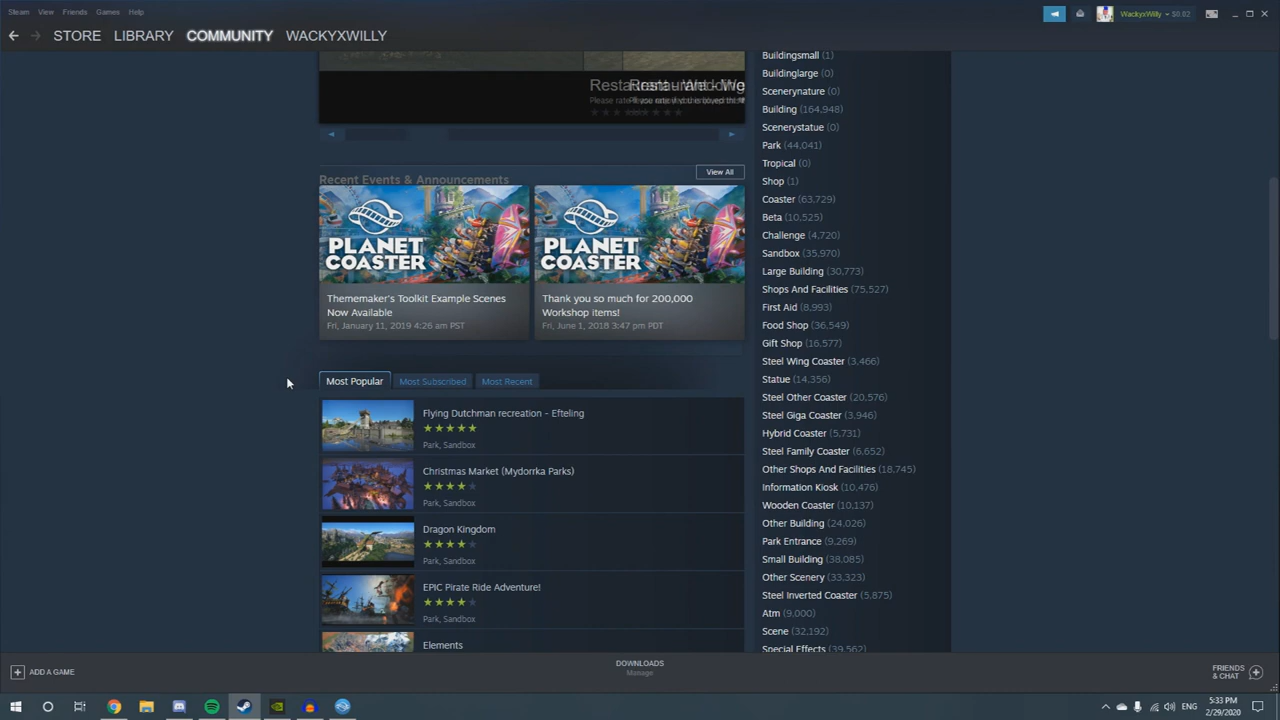 Steam View Friends Games Help
WackyxWilly $0.82
STORE LIBRARY COMMUNITY WACKYXWILLY
Recent Events & Announcements
View All
PLANET COASTER
PLANET COASTER
Thememaker's Toolkit Example Scenes
Now Available
Fri, January 11, 2019 4:26 am PST
Thank you so much for 200,000
Workshop items!
Fri, June 1, 2018 3:47 pm PDT
Most Popular Most Subscribed Most Recent
Flying Dutchman recreation - Efteling
Park, Sandbox
Christmas Market (Mydorrka Parks)
Park, Sandbox
Dragon Kingdom
Park, Sandbox
EPIC Pirate Ride Adventure!
Park, Sandbox
Elements
Buildingsmall (1)
Buildinglarge (0)
Scenerynature (0)
Building (164,948)
Scenerystatue (0)
Park (44,041)
Tropical (0)
Shop (1)
Coaster (63,729)
Beta (10,525)
Challenge (4,720)
Sandbox (35,970)
Large Building (30,773)
Shops And Facilities (75,527)
First Aid (8,993)
Food Shop (36,549)
Gift Shop (16,577)
Steel Wing Coaster (3,466)
Statue (14,356)
Steel Other Coaster (20,576)
Steel Giga Coaster (3,946)
Hybrid Coaster (5,731)
Steel Family Coaster (6,652)
Other Shops And Facilities (18,745)
Information Kiosk (10,476)
Wooden Coaster (10,137)
Other Building (24,026)
Park Entrance (9,269)
Small Building (38,085)
Other Scenery (33,323)
Steel Inverted Coaster (5,875)
Atm (9,000)
Scene (32,192)
Special Effects (39,562)
ADD A GAME
DOWNLOADS
Manage
FRIENDS
& CHAT
ENG
5:33 PM
2/29/2020